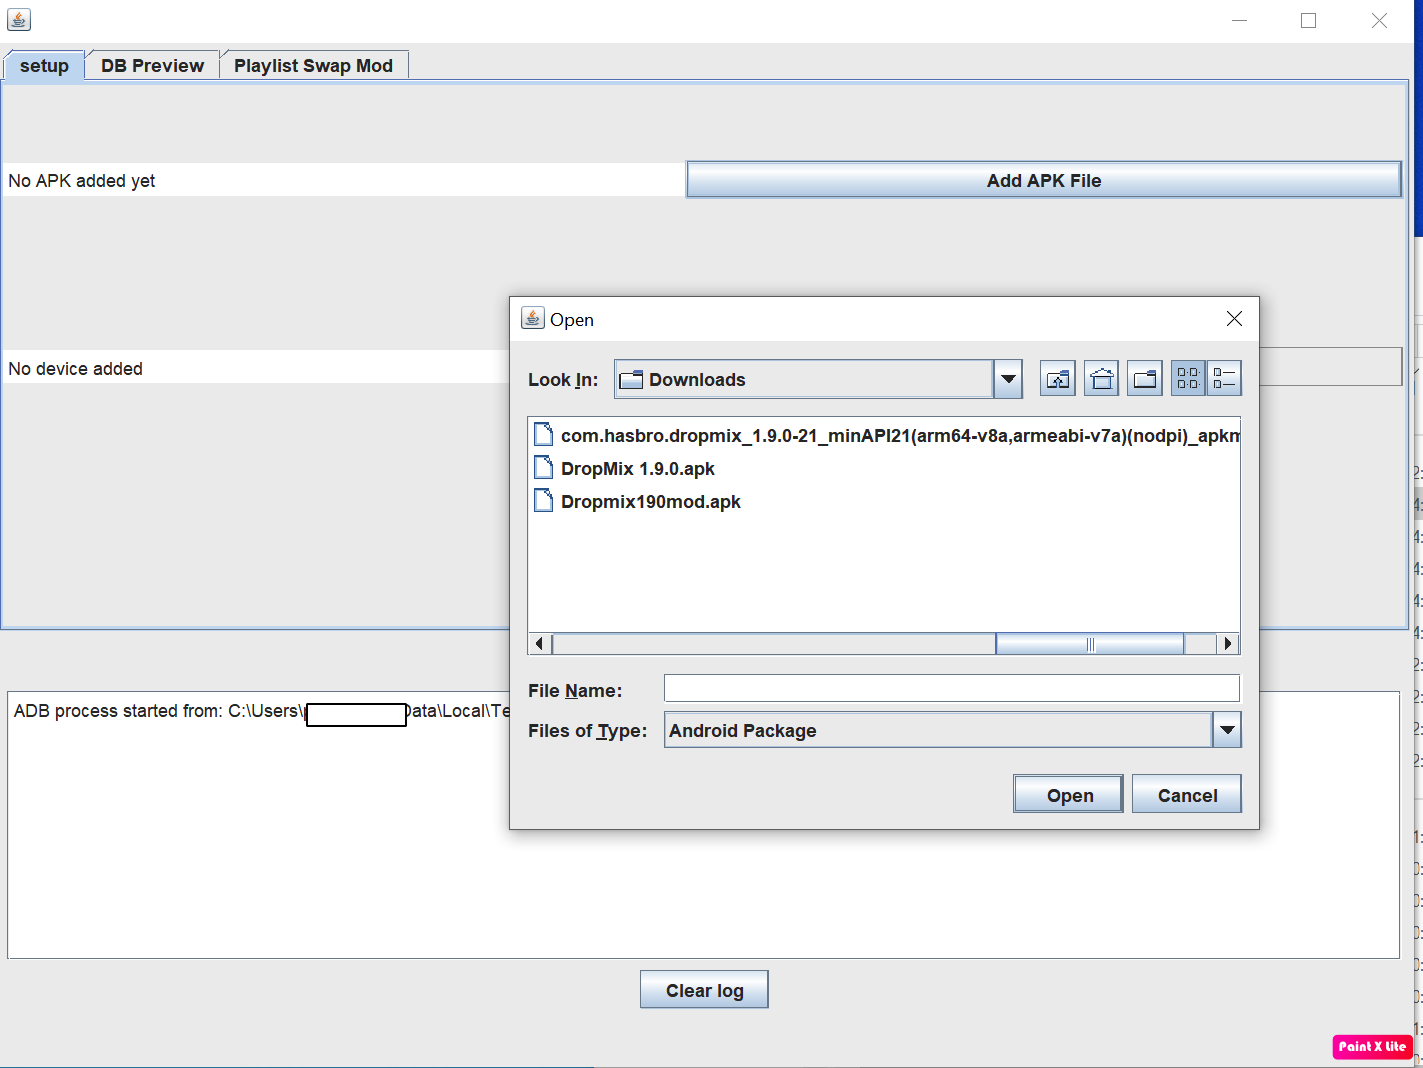 setup DB Preview Playlist Swap Mod
No APK added yet Add APK File
No device added
Open
Look In: Downloads
com.hasbro.dropmix_1.9.0-21_minAPI21(arm64-v8a,armeabi-v7a)(nodpi)_apkm
DropMix 1.9.0.apk
Dropmix190mod.apk
File Name:
ADB process started from: C:\Users\ Data\Local\Te
Files of Type: Android Package
Open Cancel
Clear log
Paint X Lite